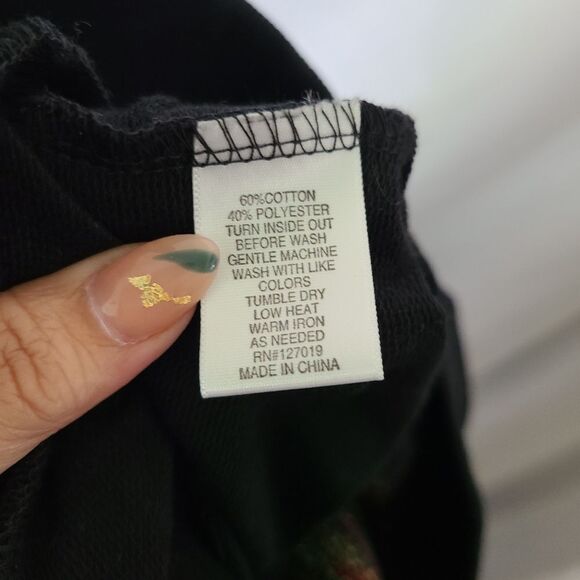 60%COTTON
40% POLYESTER
TURN INSIDE OUT
BEFORE WASH
GENTLE MACHINE
WASH WITH LIKE
COLORS
TUMBLE DRY
LOW HEAT
WARM IRON
AS NEEDED
RN#127019
MADE IN CHINA